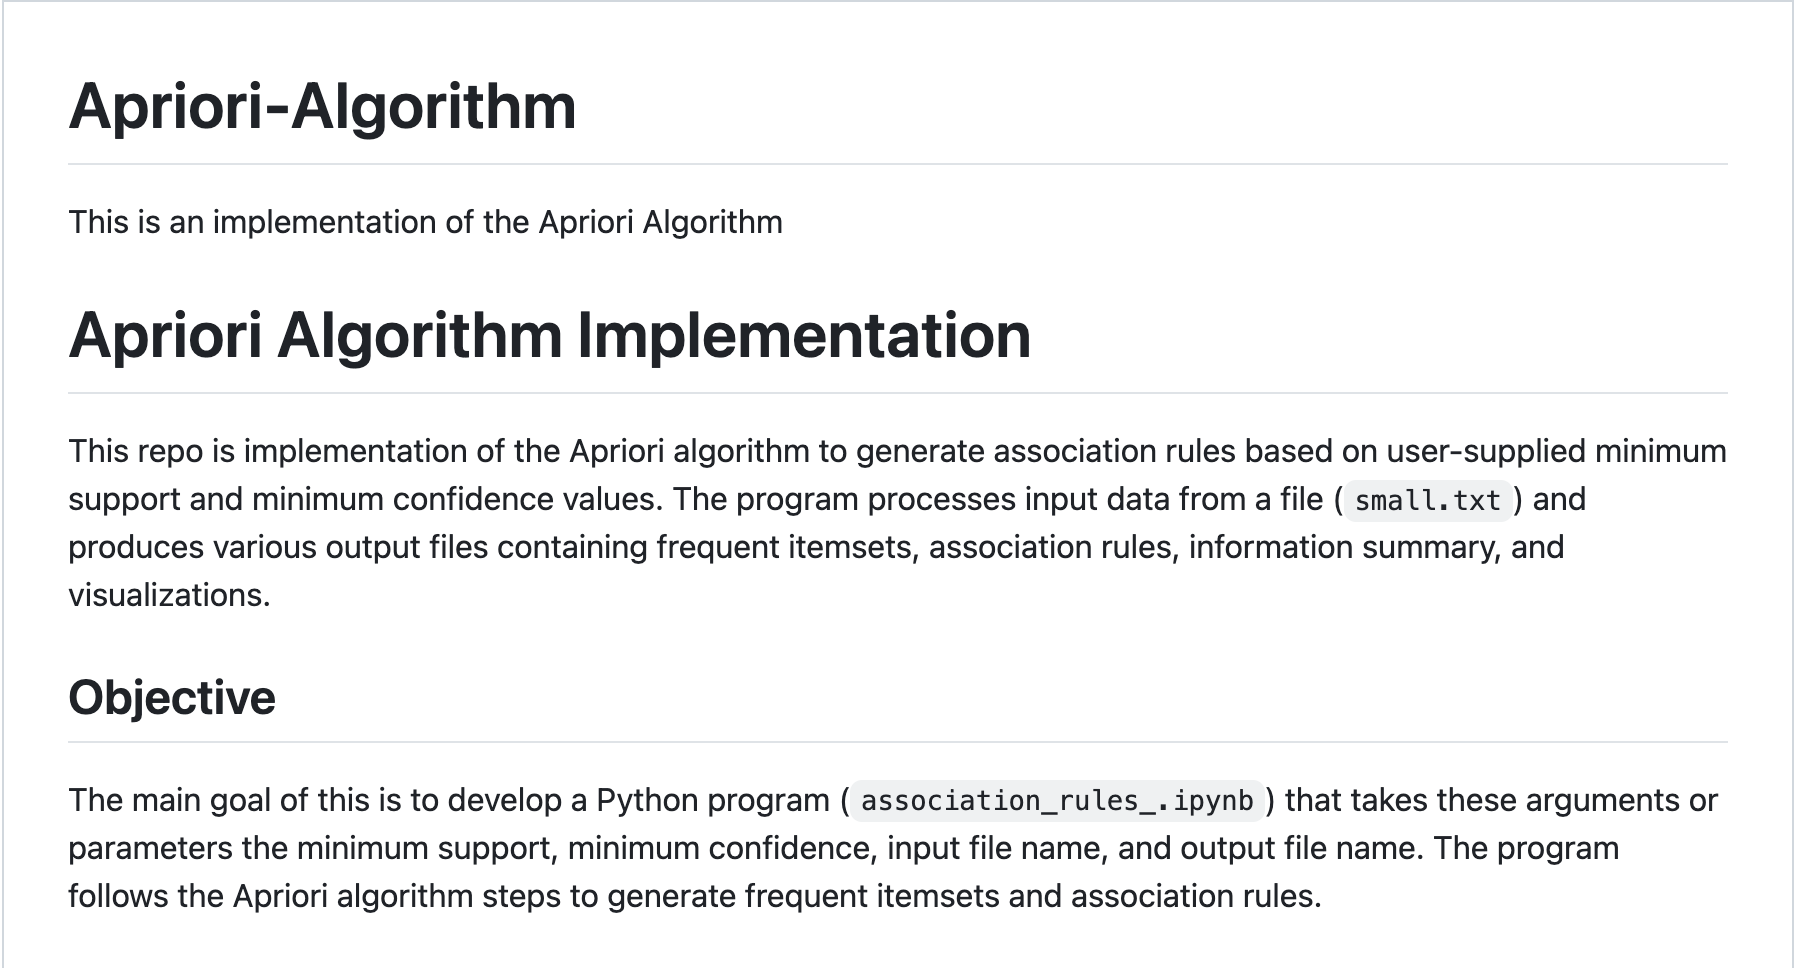 Apriori-Algorithm
This is an implementation of the Apriori Algorithm
Apriori Algorithm Implementation
This repo is implementation of the Apriori algorithm to generate association rules based on user-supplied minimum
support and minimum confidence values. The program processes input data from a file (small.txt) and
produces various output files containing frequent itemsets, association rules, information summary, and
visualizations.
Objective
The main goal of this is to develop a Python program (association_rules_.ipynb) that takes these arguments or
parameters the minimum support, minimum confidence, input file name, and output file name. The program
follows the Apriori algorithm steps to generate frequent itemsets and association rules.